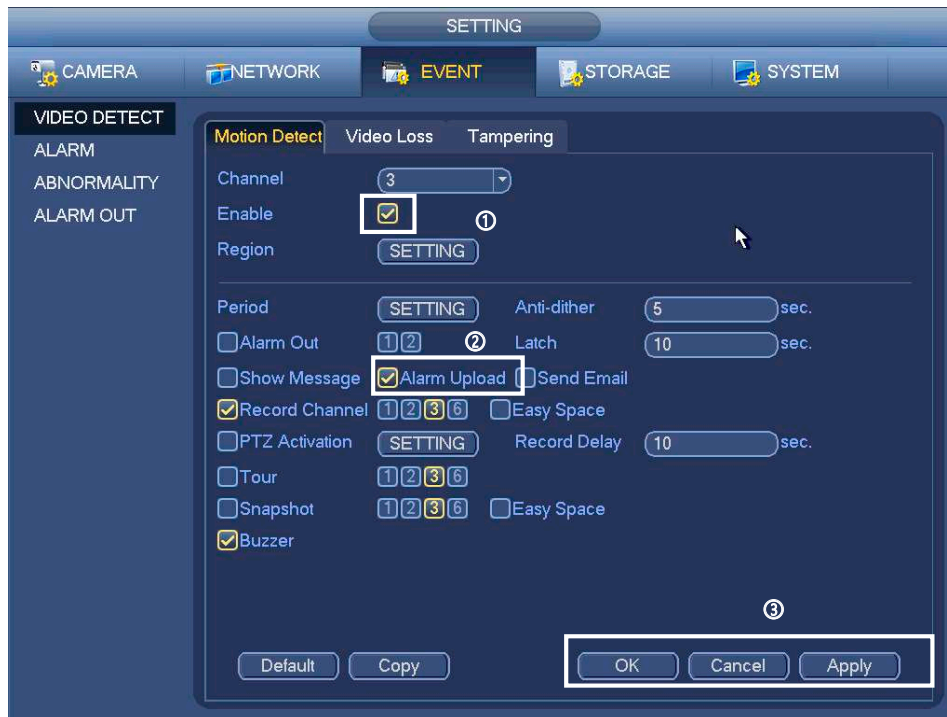 SETTING
CAMERA NETWORK EVENT STORAGE SYSTEM
VIDEO DETECT
ALARM
ABNORMALITY
ALARM OUT
Motion Detect Video Loss Tampering
Channel 3
Enable ①
Region SETTING
Period SETTING Anti-dither 5 sec.
Alarm Out 1 2 ② Latch 10 sec.
Show Message Alarm Upload Send Email
Record Channel 1 2 3 6 Easy Space
PTZ Activation SETTING Record Delay 10 sec.
Tour 1 2 3 6
Snapshot 1 2 3 6 Easy Space
Buzzer
③
Default Copy OK Cancel Apply